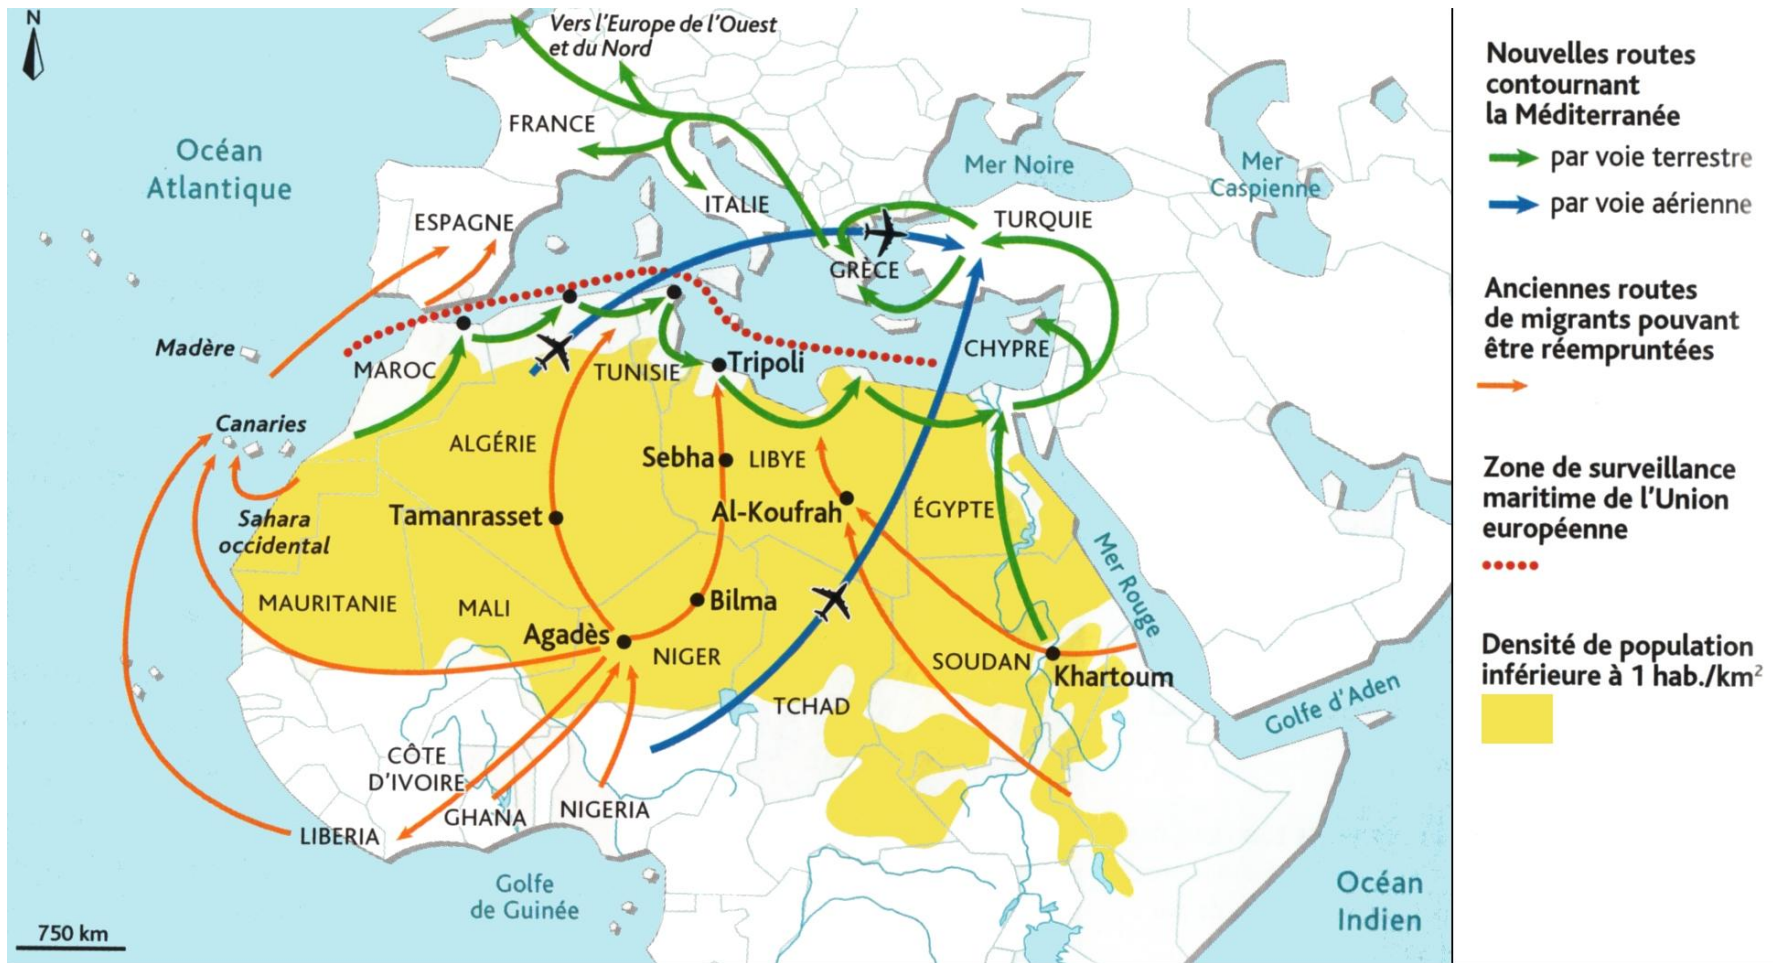 N
Vers l'Europe de l'Ouest
et du Nord
FRANCE
Océan
Atlantique
Mer Noire
Mer
Caspienne
ITALIE
ESPAGNE
TURQUIE
GRÈCE
Madère
MAROC
TUNISIE
Tripoli
CHYPRE
Canaries
ALGÉRIE
Sebha
LIBYE
Tamanrasset
Al-Koufrah
ÉGYPTE
Sahara
occidental
Mer Rouge
MAURITANIE
MALI
Bilma
Agadès
NIGER
SOUDAN
Khartoum
TCHAD
Golfe d'Aden
CÔTE
D'IVOIRE
GHANA
NIGERIA
LIBERIA
Golfe
de Guinée
Océan
Indien
750 km
Nouvelles routes
contournant
la Méditerranée
par voie terrestre
par voie aérienne
Anciennes routes
de migrants pouvant
être réempruntées
Zone de surveillance
maritime de l'Union
européenne
Densité de population
inférieure à 1 hab./km²